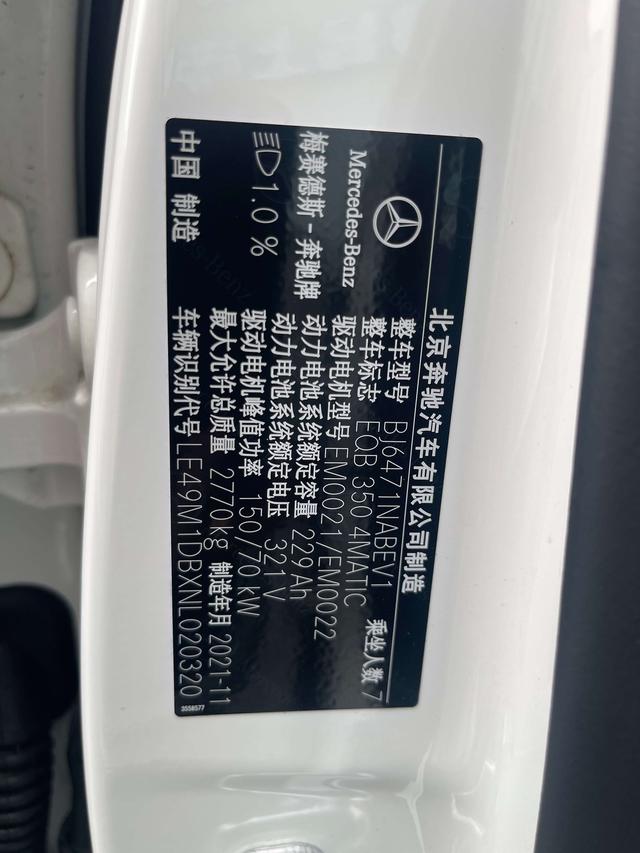 北京奔驰汽车有限公司制造
Mercedes-Benz
梅赛德斯-奔驰牌
1.0 %
中国 制造
整车型号 BJ6471NABEV1
整车标志 EQB 350 4MATIC 乘坐人数 7
驱动电机型号 EM0021/EM0022
动力电池系统额定容量 229 Ah
动力电池系统额定电压 321 V
驱动电机峰值功率 150/70 kW
最大允许总质量 2770kg 制造年月 2021-11
车辆识别代号 LE49M1DBXNL020320
3558577